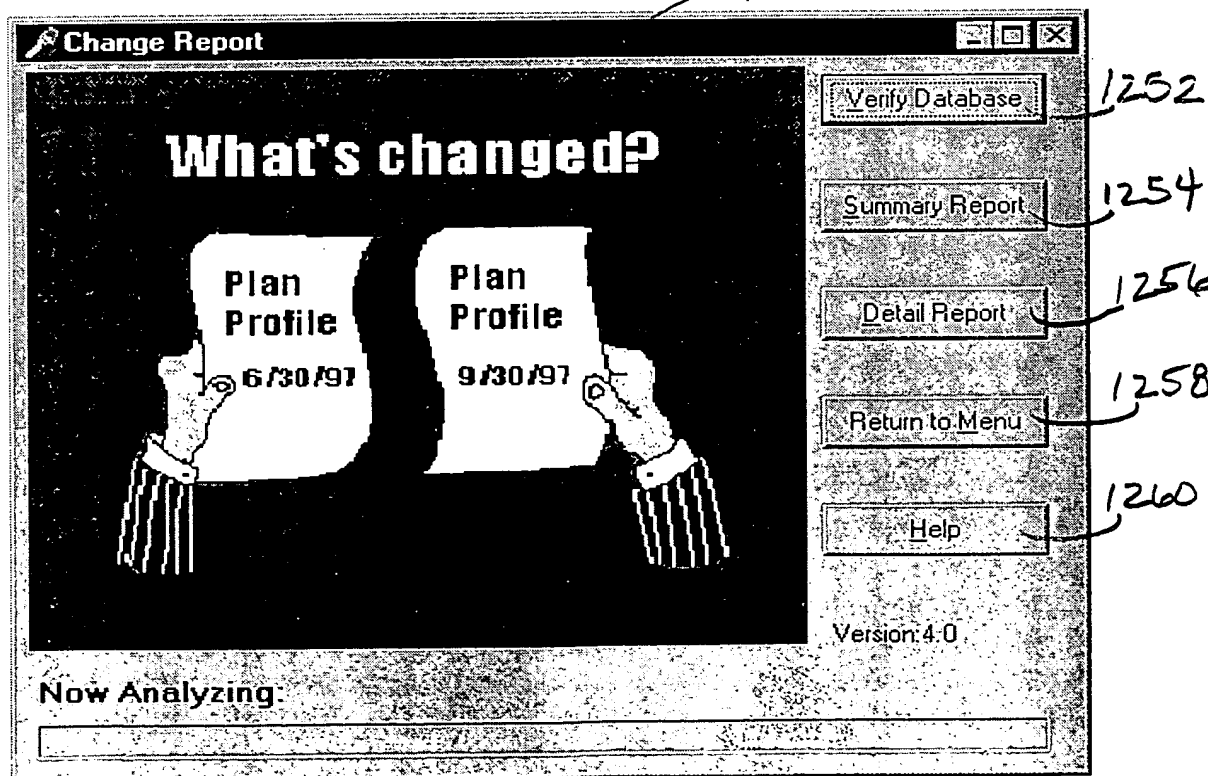 Change Report
What's changed?
Plan
Profile
6/30/97
Plan
Profile
9/30/97
Verify Database
1252
Summary Report
1254
Detail Report
1256
Return to Menu
1258
Help
1260
Version:4.0
Now Analyzing: